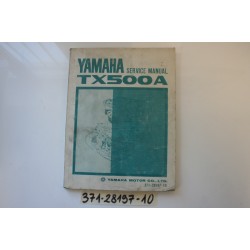 YAMAHA
SERVICE MANUAL
TX500A
YAMAHA MOTOR CO., LTD.
371-28197-10